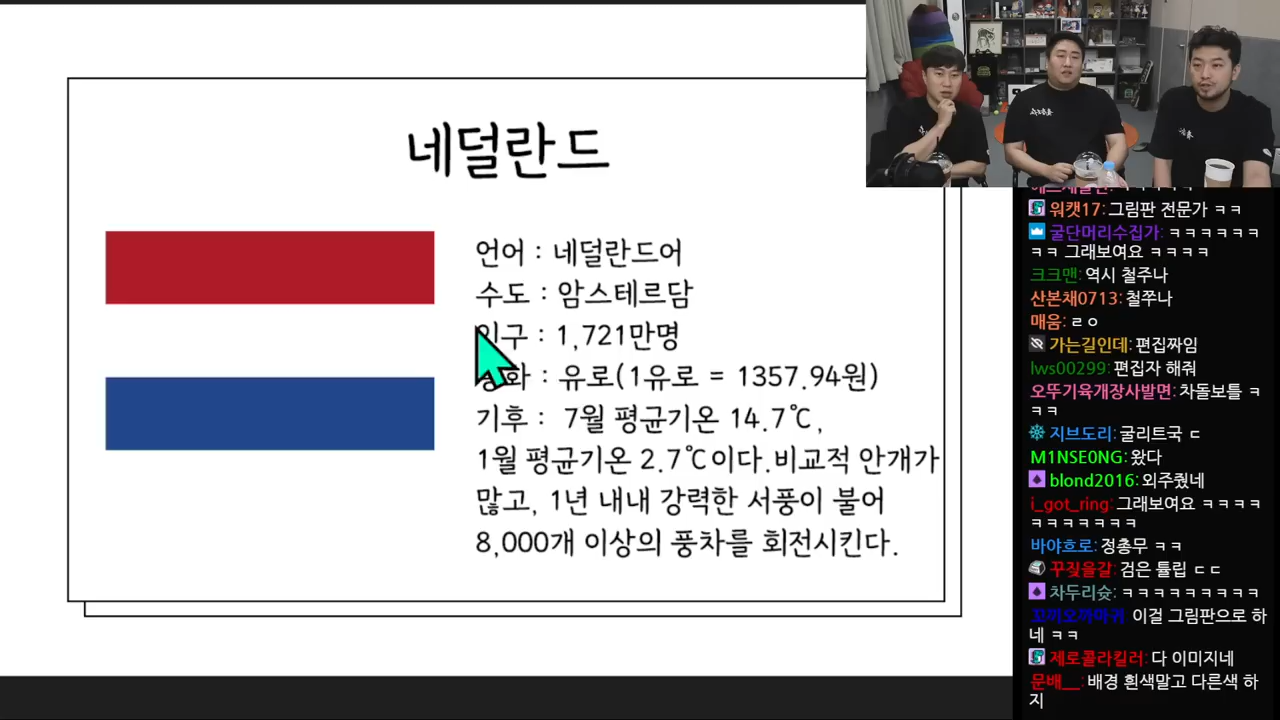 네덜란드
언어 : 네덜란드어
수도 : 암스테르담
인구 : 1,721만명
화 : 유로(1유로 = 1357.94원)
기후 : 7월 평균기온 14.7℃,
1월 평균기온 2.7℃이다.비교적 안개가
많고, 1년 내내 강력한 서풍이 불어
8,000개 이상의 풍차를 회전시킨다.
워캣17: 그림판 전문가 ㅋㅋ
굴단머리수집가: ㅋㅋㅋㅋㅋㅋ
ㅋㅋ 그래보여요 ㅋㅋㅋㅋ
크크맨: 역시 철주나
산본채0713: 철쭈나
매움: ㄹㅇ
가는길인데: 편집짜임
lws00299: 편집자 해줘
오뚜기육개장사발면: 차돌보틀 ㅋ
ㅋㅋ
지브도리: 굴리트국 ㄷ
M1NSE0NG: 왔다
blond2016: 외주줬네
i_got_ring: 그래보여요 ㅋㅋㅋㅋ
ㅋㅋㅋㅋㅋㅋㅋ
바야흐로: 정총무 ㅋㅋ
꾸짖을갈: 검은 튤립 ㄷㄷ
차두리슛: ㅋㅋㅋㅋㅋㅋㅋㅋㅋ
꼬끼오까마귀: 이걸 그림판으로 하
네 ㅋㅋ
제로콜라킬러: 다 이미지네
문배__: 배경 흰색말고 다른색 하
지